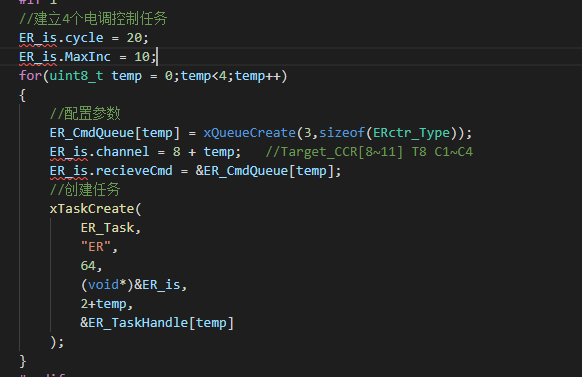 //建立4个电调控制任务
ER_is.cycle = 20;
ER_is.MaxInc = 10;
for(uint8_t temp = 0;temp<4;temp++)
{
//配置参数
ER_CmdQueue[temp] = xQueueCreate(3,sizeof(ERctr_Type));
ER_is.channel = 8 + temp;   //Target_CCR[8~11] T8 C1~C4
ER_is.recieveCmd = &ER_CmdQueue[temp];
//创建任务
xTaskCreate(
ER_Task,
"ER",
64,
(void*)&ER_is,
2+temp,
&ER_TaskHandle[temp]
);
}